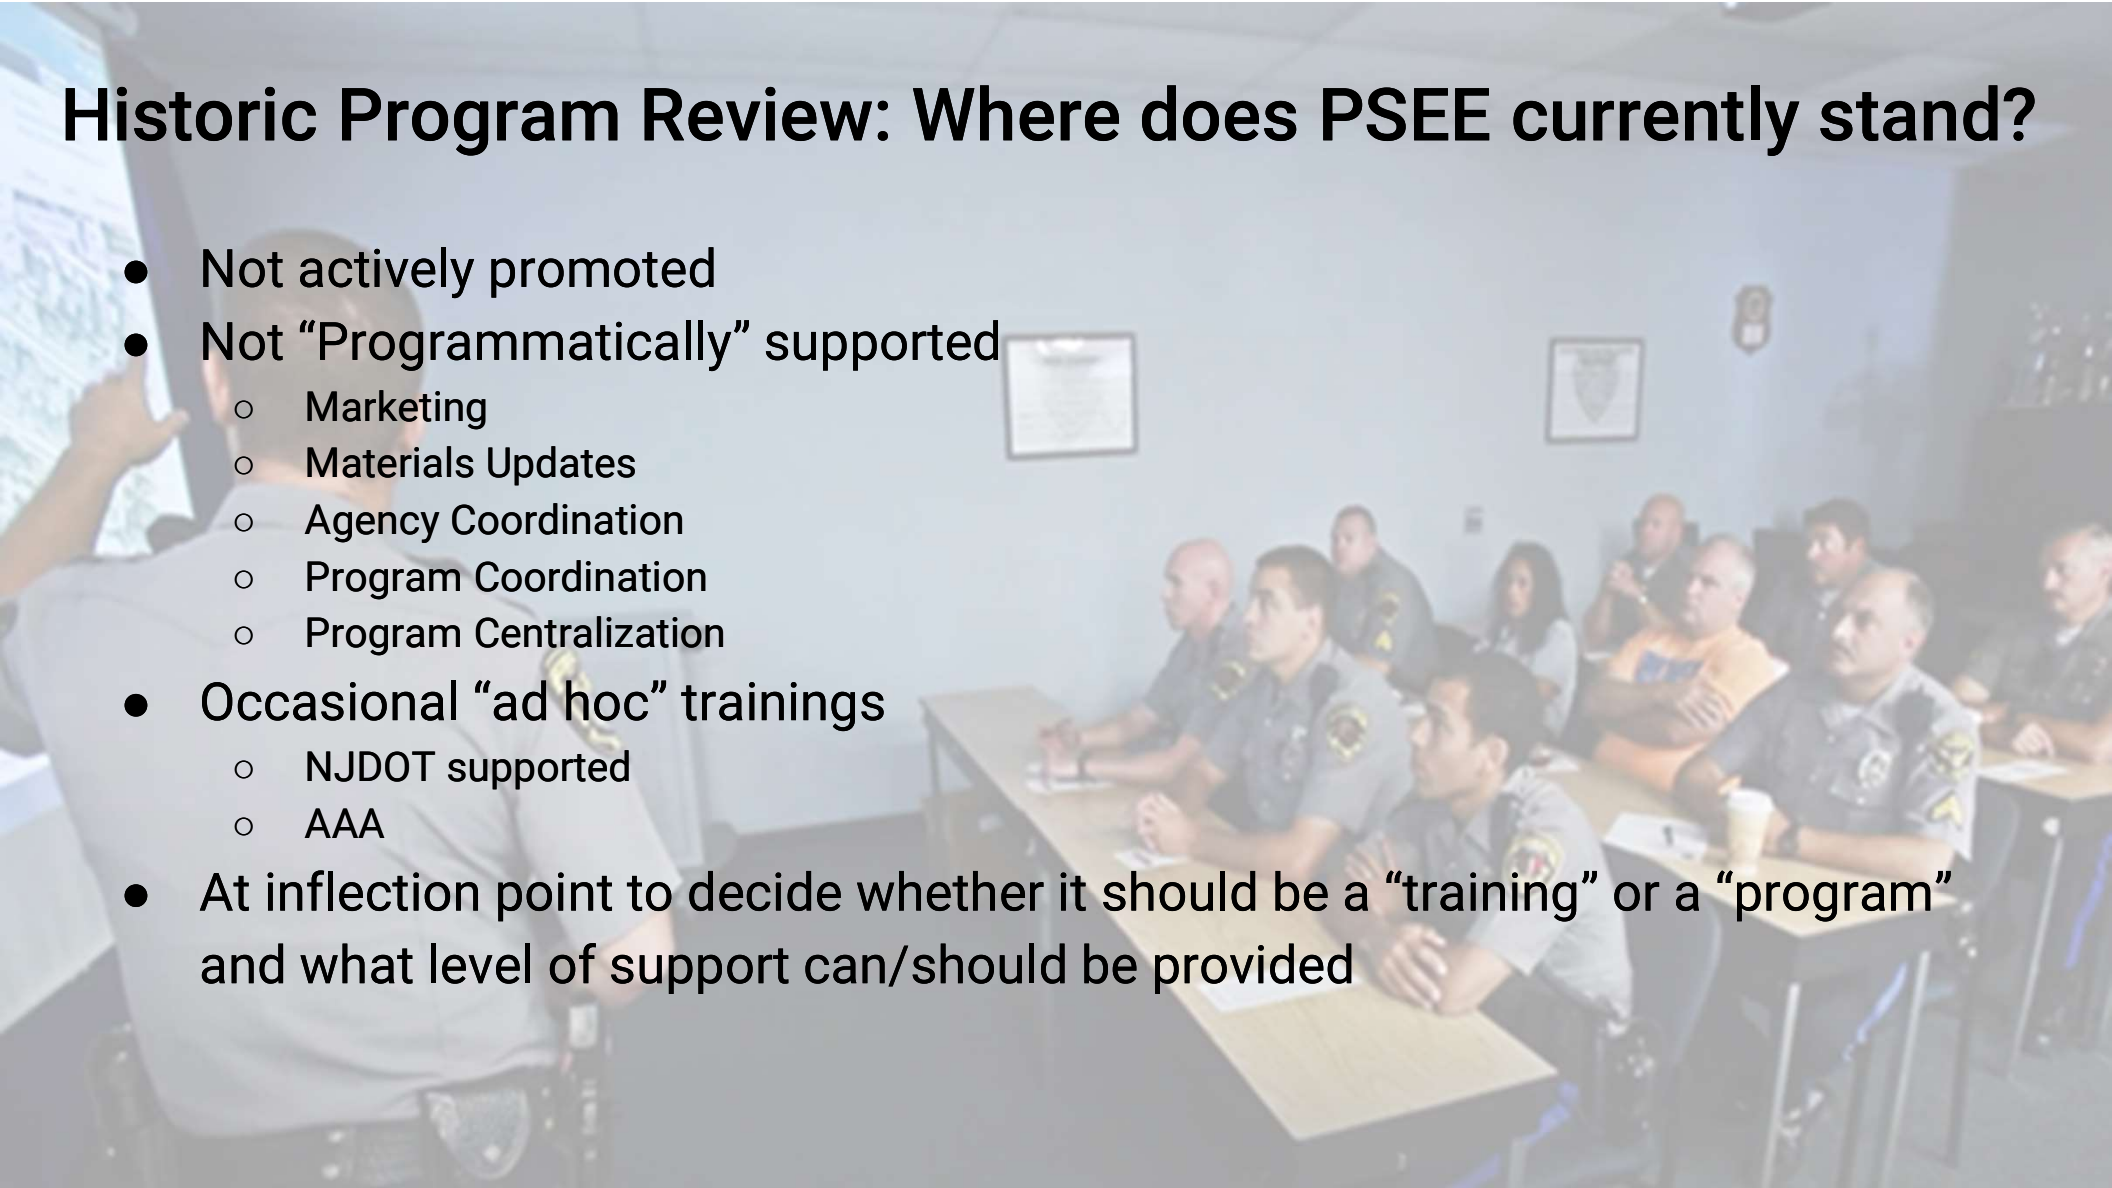 Historic Program Review: Where does PSEE currently stand?
● Not actively promoted
● Not “Programmatically” supported
○ Marketing
○ Materials Updates
○ Agency Coordination
○ Program Coordination
○ Program Centralization
● Occasional “ad hoc” trainings
○ NJDOT supported
○ AAA
● At inflection point to decide whether it should be a “training” or a “program”
and what level of support can/should be provided